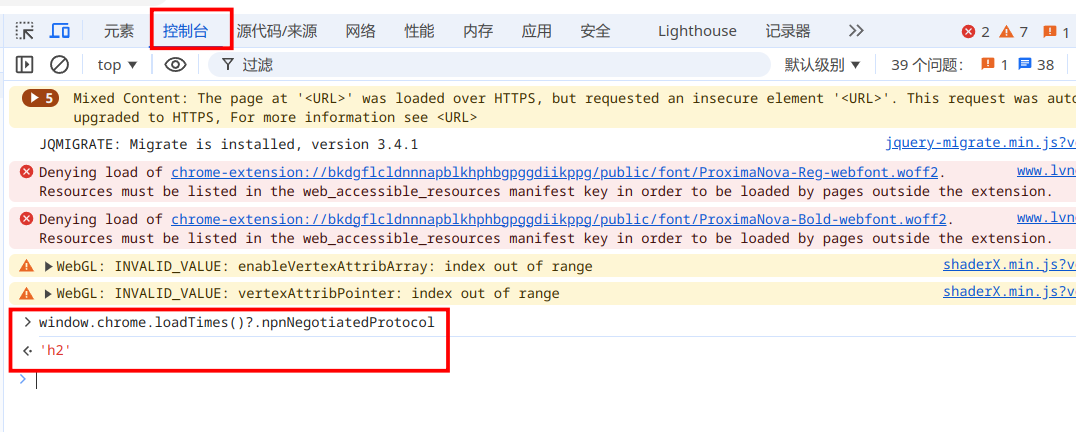 元素 控制台 源代码/来源 网络 性能 内存 应用 安全 Lighthouse 记录器 2 7 1
top 过滤 默认级别 39 个问题： 1 38
5 Mixed Content: The page at '<URL>' was loaded over HTTPS, but requested an insecure element '<URL>'. This request was
upgraded to HTTPS, For more information see <URL>
JQMIGRATE: Migrate is installed, version 3.4.1 jquery-migrate.min.js?v
Denying load of chrome-extension://bkdgflcldnnnapblkhphbgpggdiikppg/public/font/ProximaNova-Reg-webfont.woff2. www.lvn
Resources must be listed in the web_accessible_resources manifest key in order to be loaded by pages outside the extension.
Denying load of chrome-extension://bkdgflcldnnnapblkhphbgpggdiikppg/public/font/ProximaNova-Bold-webfont.woff2. www.lvn
Resources must be listed in the web_accessible_resources manifest key in order to be loaded by pages outside the extension.
WebGL: INVALID_VALUE: enableVertexAttribArray: index out of range shaderX.min.js?v
WebGL: INVALID_VALUE: vertexAttribPointer: index out of range shaderX.min.js?v
window.chrome.loadTimes()?.npnNegotiatedProtocol
'h2'